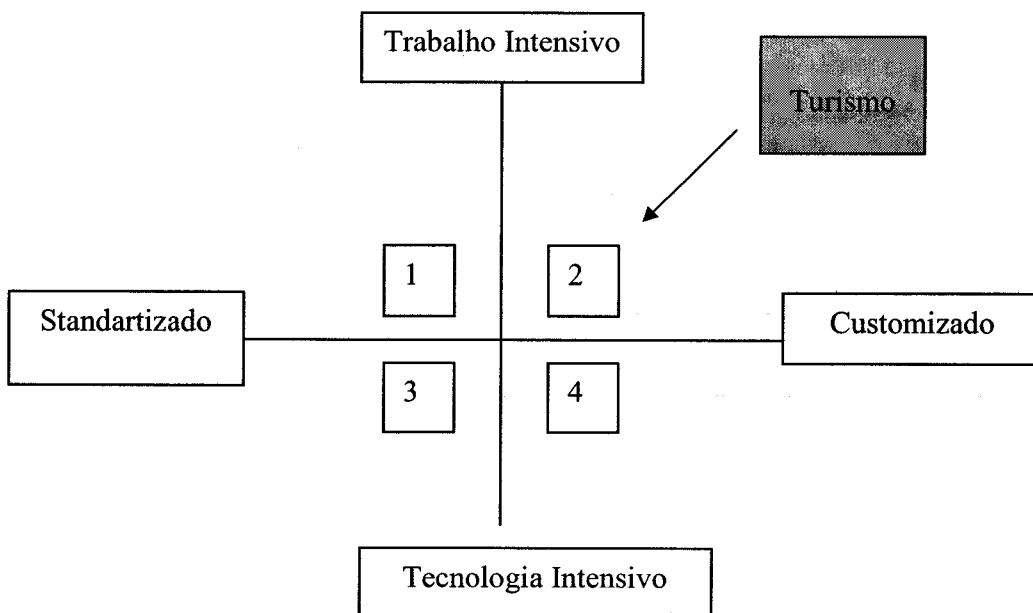 Trabalho Intensivo
Turismo
1
2
Standartizado
Customizado
3
4
Tecnologia Intensivo